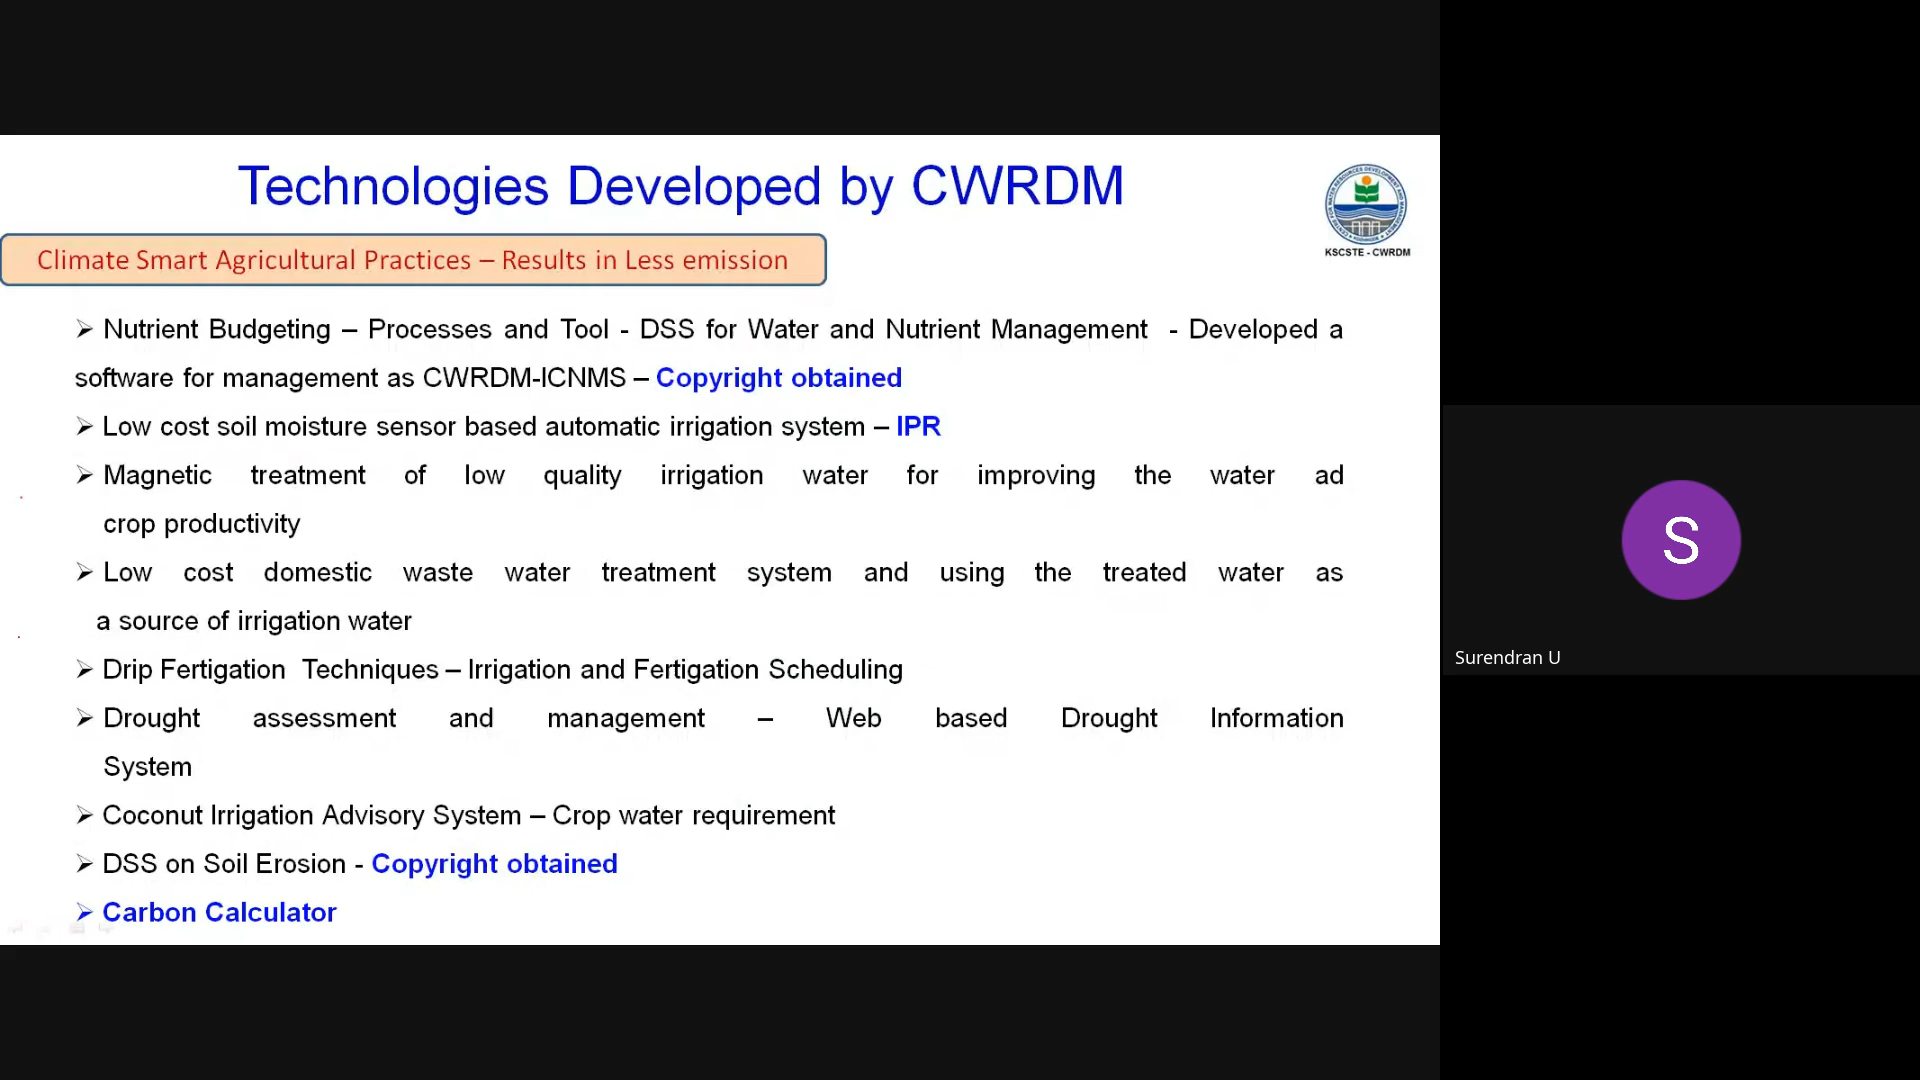 Technologies Developed by CWRDM
KSCSTE - CWRDM
Climate Smart Agricultural Practices – Results in Less emission
➢ Nutrient Budgeting – Processes and Tool - DSS for Water and Nutrient Management - Developed a
software for management as CWRDM-ICNMS – Copyright obtained
➢ Low cost soil moisture sensor based automatic irrigation system – IPR
➢ Magnetic treatment of low quality irrigation water for improving the water ad
crop productivity
➢ Low cost domestic waste water treatment system and using the treated water as
a source of irrigation water
➢ Drip Fertigation Techniques – Irrigation and Fertigation Scheduling
➢ Drought assessment and management – Web based Drought Information
System
➢ Coconut Irrigation Advisory System – Crop water requirement
➢ DSS on Soil Erosion - Copyright obtained
➢ Carbon Calculator
S
Surendran U